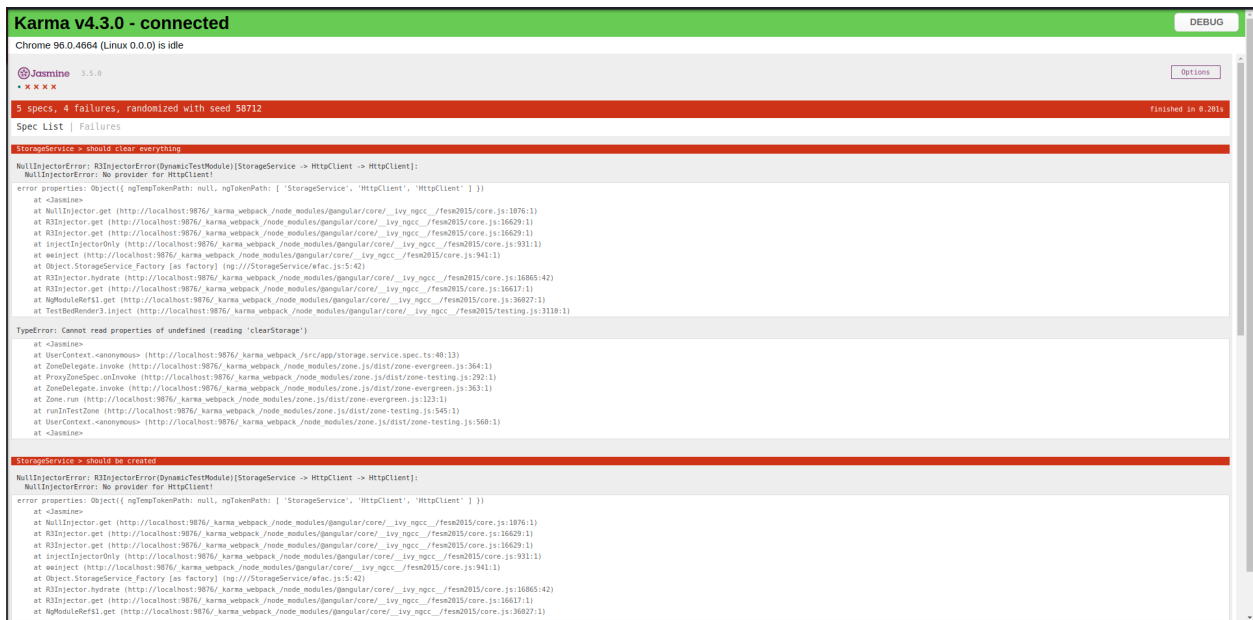 Karma v4.3.0 - connected
DEBUG
Chrome 96.0.4664 (Linux 0.0.0) is idle
Jasmine 3.5.0
Options
• × × × ×
5 specs, 4 failures, randomized with seed 58712
finished in 0.201s
Spec List | Failures
StorageService > should clear everything
NullInjectorError: R3InjectorError(DynamicTestModule)[StorageService -> HttpClient -> HttpClient]:
NullInjectorError: No provider for HttpClient!
error properties: Object({ ngTempTokenPath: null, ngTokenPath: [ 'StorageService', 'HttpClient', 'HttpClient' ] })
at <Jasmine>
at NullInjector.get (http://localhost:9876/_karma_webpack_/node_modules/@angular/core/__ivy_ngcc__/fesm2015/core.js:1076:1)
at R3Injector.get (http://localhost:9876/_karma_webpack_/node_modules/@angular/core/__ivy_ngcc__/fesm2015/core.js:16629:1)
at R3Injector.get (http://localhost:9876/_karma_webpack_/node_modules/@angular/core/__ivy_ngcc__/fesm2015/core.js:16629:1)
at injectInjectorOnly (http://localhost:9876/_karma_webpack_/node_modules/@angular/core/__ivy_ngcc__/fesm2015/core.js:931:1)
at ɵɵinject (http://localhost:9876/_karma_webpack_/node_modules/@angular/core/__ivy_ngcc__/fesm2015/core.js:941:1)
at Object.StorageService_Factory [as factory] (ng:///StorageService/ɵfac.js:5:42)
at R3Injector.hydrate (http://localhost:9876/_karma_webpack_/node_modules/@angular/core/__ivy_ngcc__/fesm2015/core.js:16865:42)
at R3Injector.get (http://localhost:9876/_karma_webpack_/node_modules/@angular/core/__ivy_ngcc__/fesm2015/core.js:16617:1)
at NgModuleRef$1.get (http://localhost:9876/_karma_webpack_/node_modules/@angular/core/__ivy_ngcc__/fesm2015/core.js:36027:1)
at TestBedRender3.inject (http://localhost:9876/_karma_webpack_/node_modules/@angular/core/__ivy_ngcc__/fesm2015/testing.js:3110:1)
TypeError: Cannot read properties of undefined (reading 'clearStorage')
at <Jasmine>
at UserContext.<anonymous> (http://localhost:9876/_karma_webpack_/src/app/storage.service.spec.ts:40:13)
at ZoneDelegate.invoke (http://localhost:9876/_karma_webpack_/node_modules/zone.js/dist/zone-evergreen.js:364:1)
at ProxyZoneSpec.onInvoke (http://localhost:9876/_karma_webpack_/node_modules/zone.js/dist/zone-testing.js:292:1)
at ZoneDelegate.invoke (http://localhost:9876/_karma_webpack_/node_modules/zone.js/dist/zone-evergreen.js:363:1)
at Zone.run (http://localhost:9876/_karma_webpack_/node_modules/zone.js/dist/zone-evergreen.js:123:1)
at runInTestZone (http://localhost:9876/_karma_webpack_/node_modules/zone.js/dist/zone-testing.js:545:1)
at UserContext.<anonymous> (http://localhost:9876/_karma_webpack_/node_modules/zone.js/dist/zone-testing.js:560:1)
at <Jasmine>
StorageService > should be created
NullInjectorError: R3InjectorError(DynamicTestModule)[StorageService -> HttpClient -> HttpClient]:
NullInjectorError: No provider for HttpClient!
error properties: Object({ ngTempTokenPath: null, ngTokenPath: [ 'StorageService', 'HttpClient', 'HttpClient' ] })
at <Jasmine>
at NullInjector.get (http://localhost:9876/_karma_webpack_/node_modules/@angular/core/__ivy_ngcc__/fesm2015/core.js:1076:1)
at R3Injector.get (http://localhost:9876/_karma_webpack_/node_modules/@angular/core/__ivy_ngcc__/fesm2015/core.js:16629:1)
at R3Injector.get (http://localhost:9876/_karma_webpack_/node_modules/@angular/core/__ivy_ngcc__/fesm2015/core.js:16629:1)
at injectInjectorOnly (http://localhost:9876/_karma_webpack_/node_modules/@angular/core/__ivy_ngcc__/fesm2015/core.js:931:1)
at ɵɵinject (http://localhost:9876/_karma_webpack_/node_modules/@angular/core/__ivy_ngcc__/fesm2015/core.js:941:1)
at Object.StorageService_Factory [as factory] (ng:///StorageService/ɵfac.js:5:42)
at R3Injector.hydrate (http://localhost:9876/_karma_webpack_/node_modules/@angular/core/__ivy_ngcc__/fesm2015/core.js:16865:42)
at R3Injector.get (http://localhost:9876/_karma_webpack_/node_modules/@angular/core/__ivy_ngcc__/fesm2015/core.js:16617:1)
at NgModuleRef$1.get (http://localhost:9876/_karma_webpack_/node_modules/@angular/core/__ivy_ngcc__/fesm2015/core.js:36027:1)